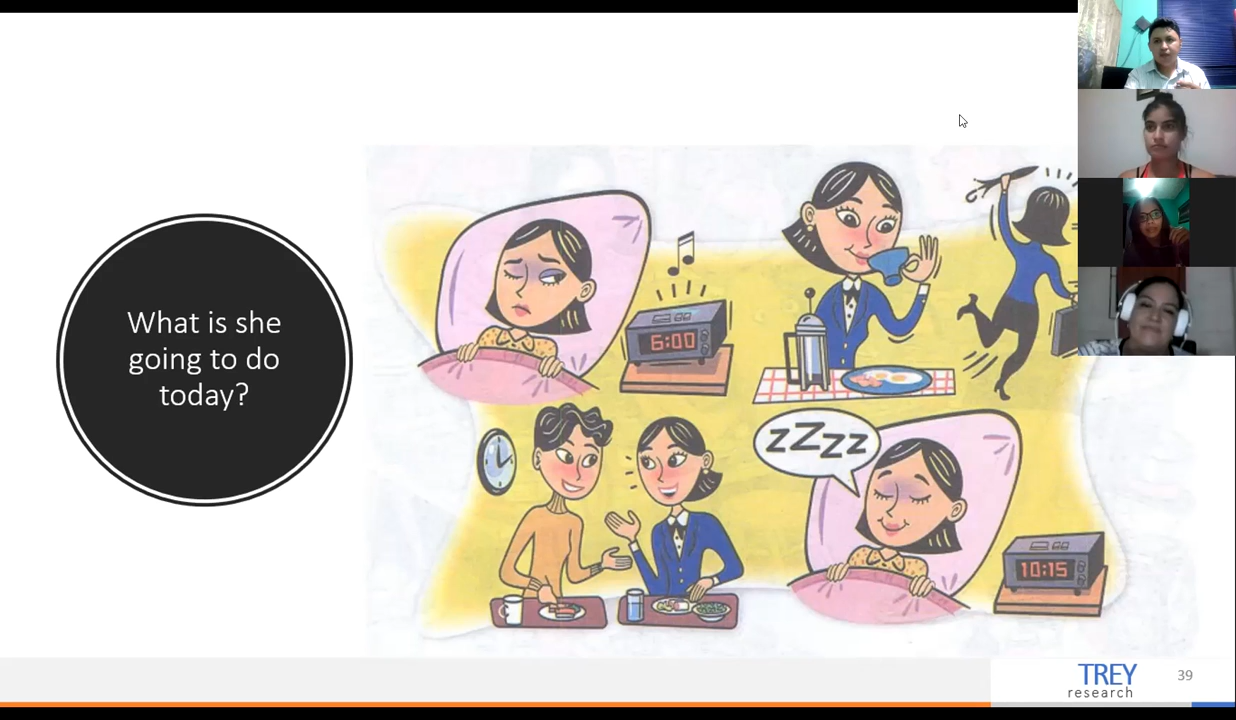 What is she
going to do
today?
6:00
zZzz
10:15
TREY
research
39